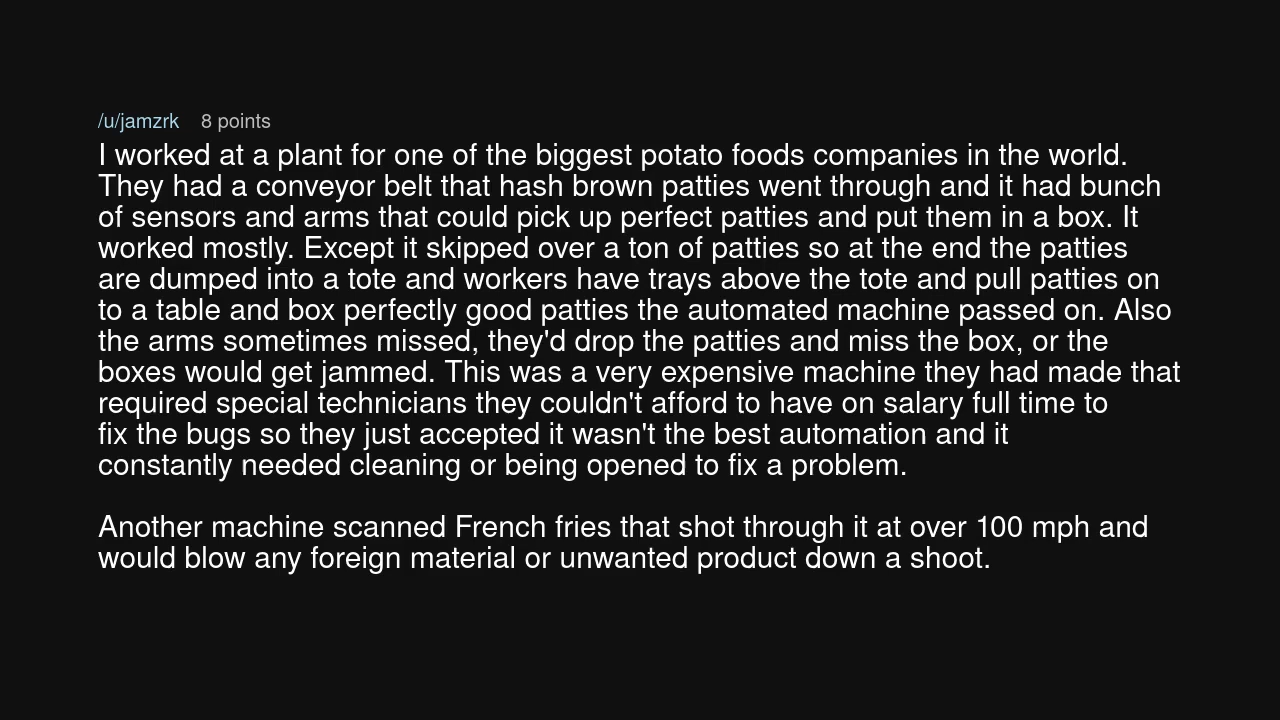 /u/jamzrk 8 points
I worked at a plant for one of the biggest potato foods companies in the world.
They had a conveyor belt that hash brown patties went through and it had bunch
of sensors and arms that could pick up perfect patties and put them in a box. It
worked mostly. Except it skipped over a ton of patties so at the end the patties
are dumped into a tote and workers have trays above the tote and pull patties on
to a table and box perfectly good patties the automated machine passed on. Also
the arms sometimes missed, they'd drop the patties and miss the box, or the
boxes would get jammed. This was a very expensive machine they had made that
required special technicians they couldn't afford to have on salary full time to
fix the bugs so they just accepted it wasn't the best automation and it
constantly needed cleaning or being opened to fix a problem.
Another machine scanned French fries that shot through it at over 100 mph and
would blow any foreign material or unwanted product down a shoot.